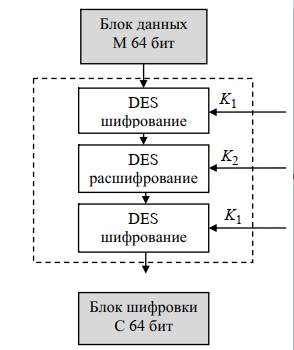 Блок данных
М 64 бит
DES
шифрование
K₁
DES
расшифрование
K₂
DES
шифрование
K₁
Блок шифровки
С 64 бит